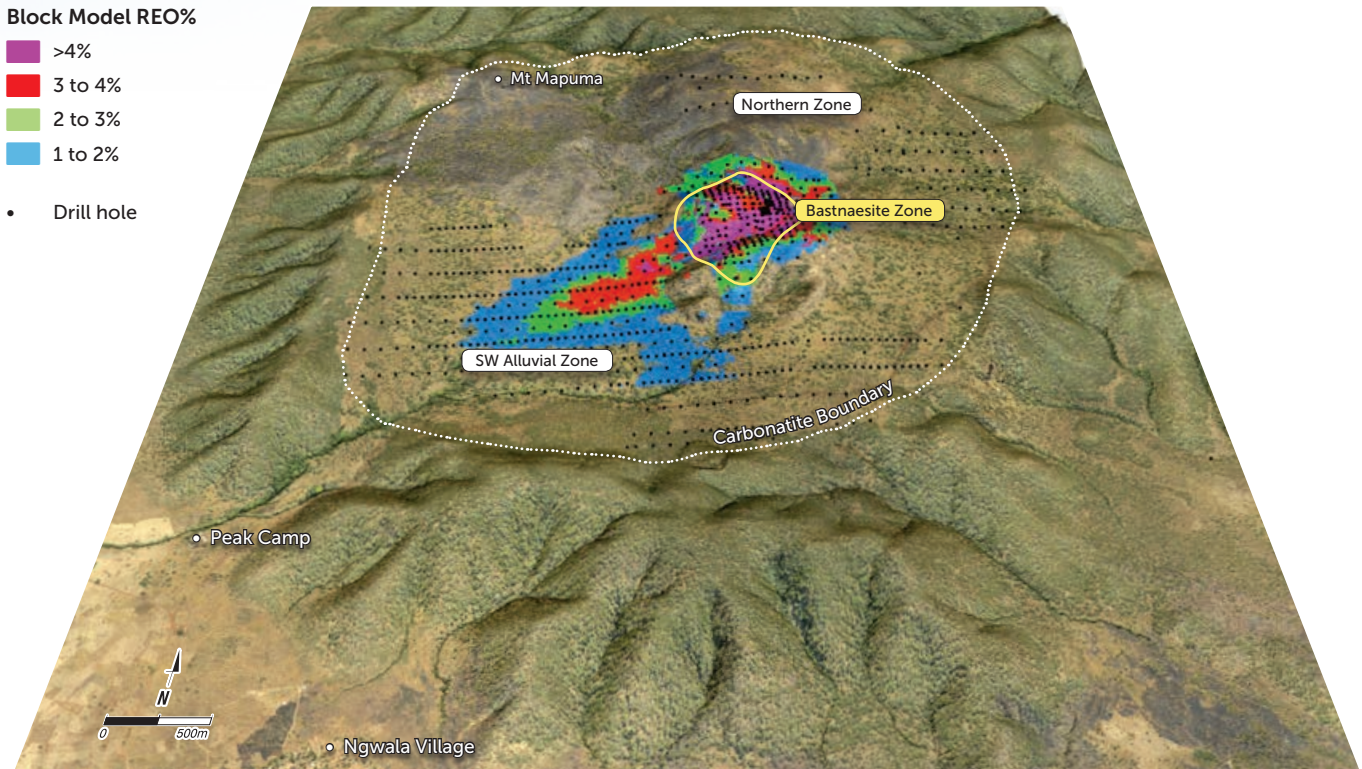 Block Model REO%
>4%
3 to 4%
2 to 3%
1 to 2%
Drill hole
Mt Mapuma
Northern Zone
Bastnaesite Zone
SW Alluvial Zone
Carbonatite Boundary
Peak Camp
N
0 500m
Ngwala Village